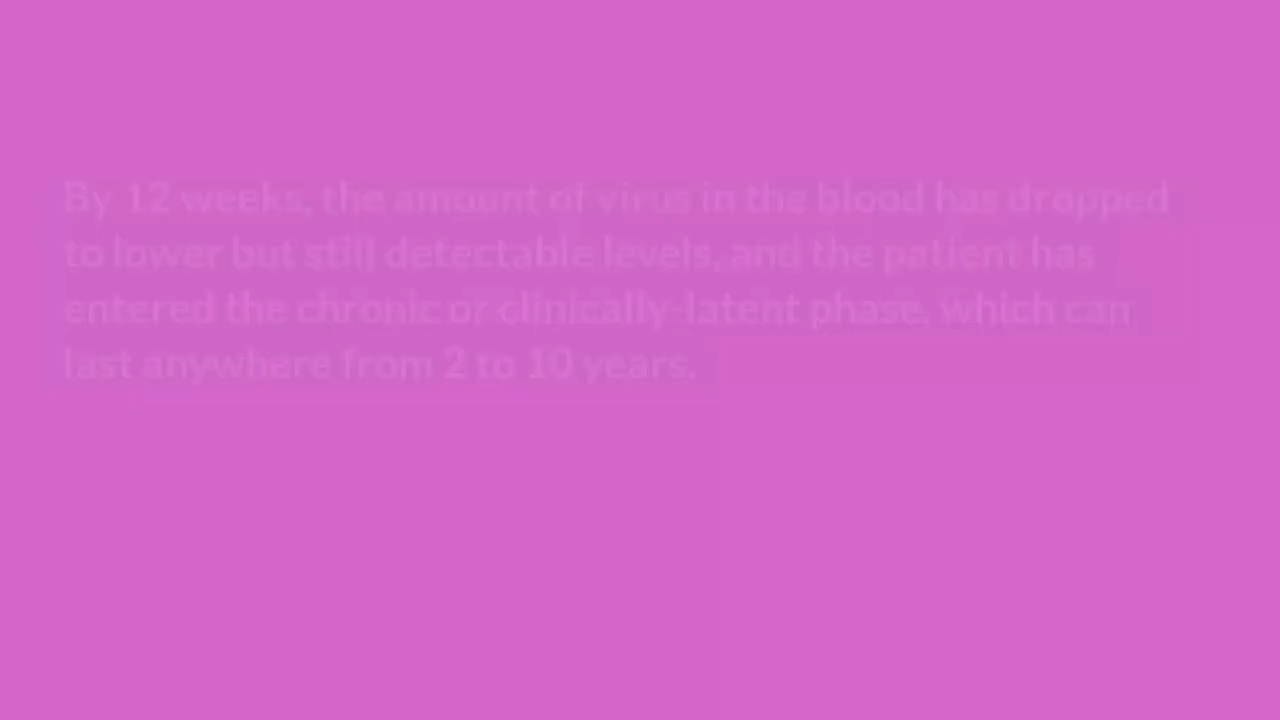 By 12 weeks, the amount of virus in the blood has dropped
to lower but still detectable levels, and the patient has
entered the chronic or clinically-latent phase, which can
last anywhere from 2 to 10 years.